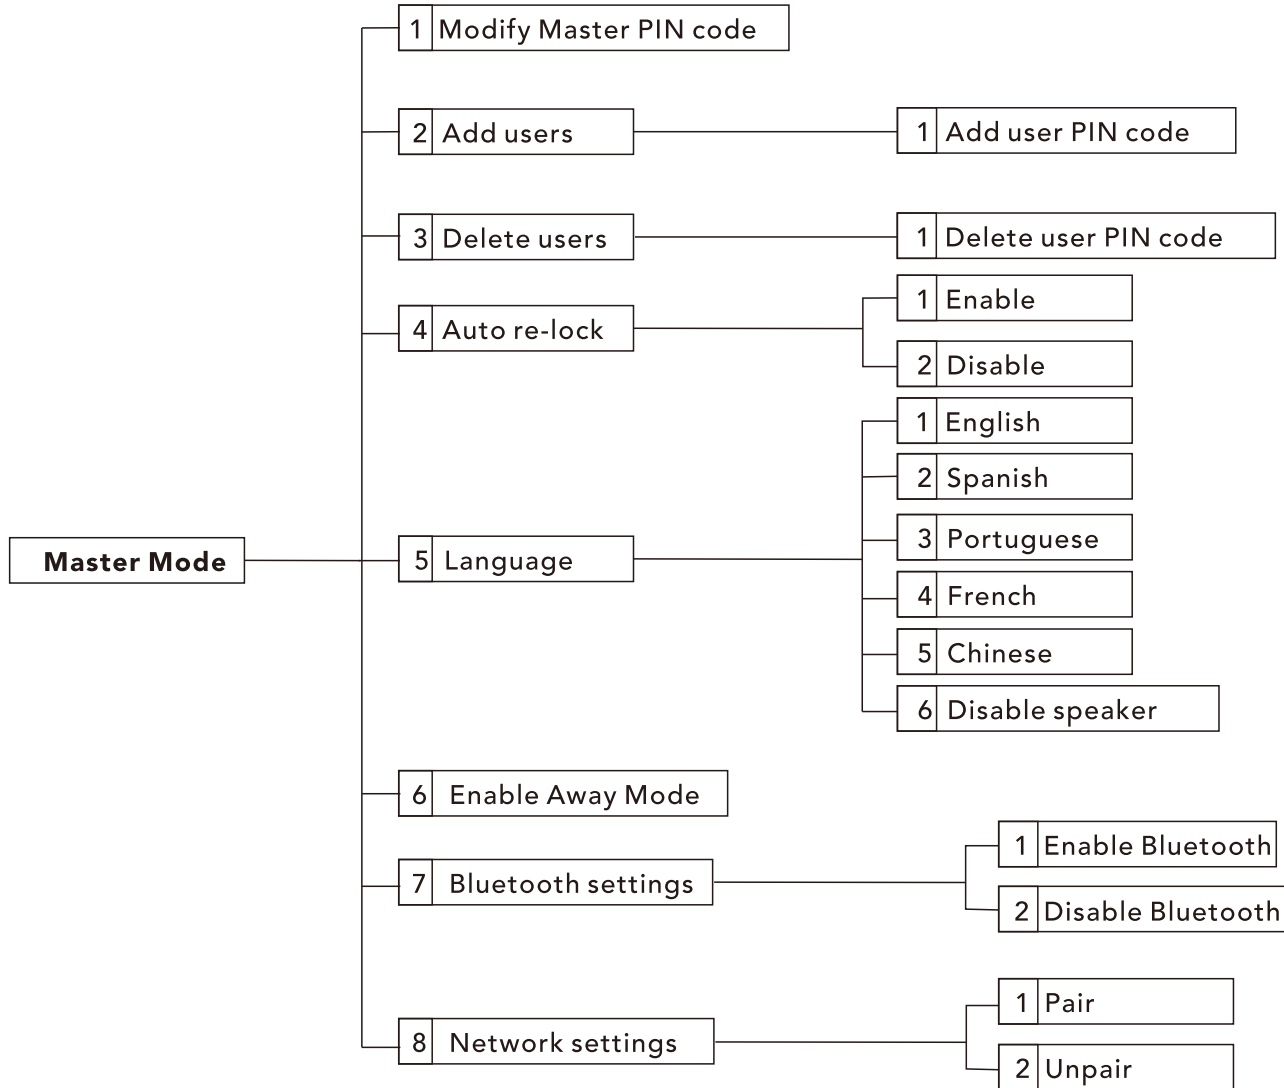 1 Modify Master PIN code
2 Add users
1 Add user PIN code
3 Delete users
1 Delete user PIN code
4 Auto re-lock
1 Enable
2 Disable
Master Mode
5 Language
1 English
2 Spanish
3 Portuguese
4 French
5 Chinese
6 Disable speaker
6 Enable Away Mode
7 Bluetooth settings
1 Enable Bluetooth
2 Disable Bluetooth
8 Network settings
1 Pair
2 Unpair